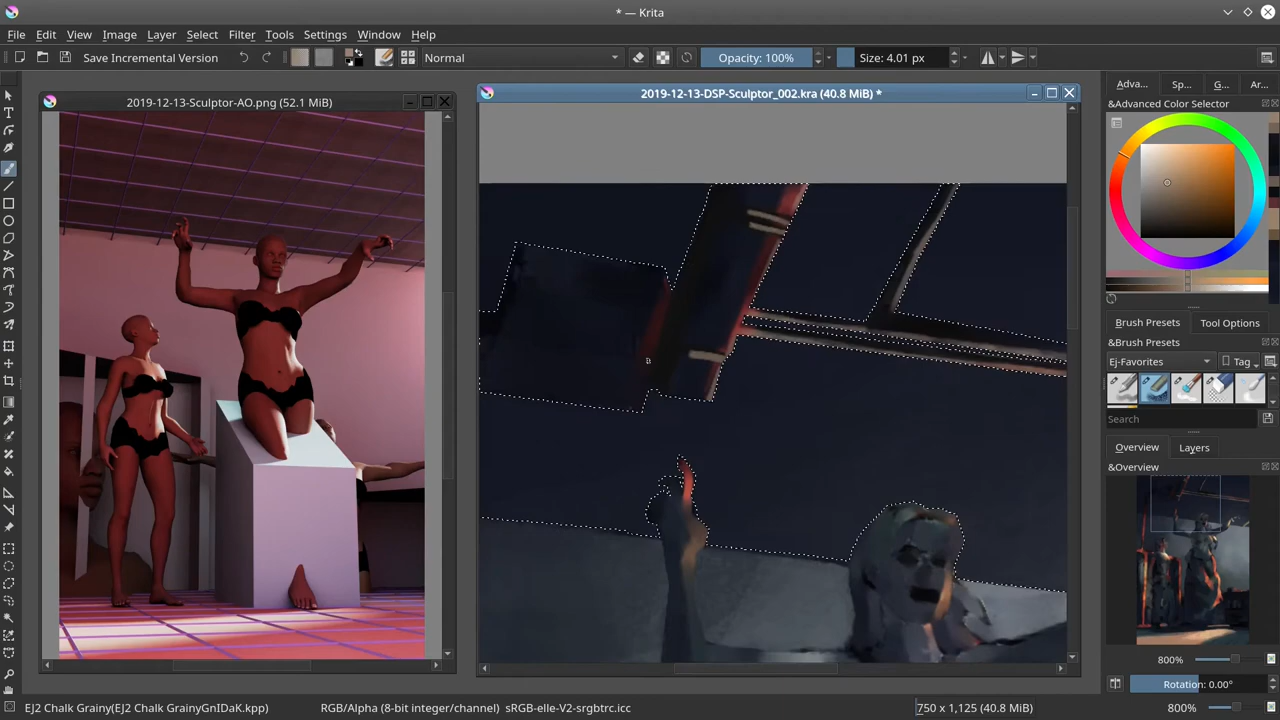 * — Krita
File Edit View Image Layer Select Filter Tools Settings Window Help
Save Incremental Version Normal Opacity: 100% Size: 4.01 px
2019-12-13-Sculptor-AO.png (52.1 MiB)
2019-12-13-DSP-Sculptor_002.kra (40.8 MiB) *
Adva... Sp... G... Ar...
&Advanced Color Selector
Brush Presets Tool Options
&Brush Presets
Ej-Favorites Tag
Search
Overview Layers
&Overview
800%
Rotation: 0.00°
EJ2 Chalk Grainy(EJ2 Chalk GrainyGnIDaK.kpp) RGB/Alpha (8-bit integer/channel) sRGB-elle-V2-srgbtrc.icc 750 x 1,125 (40.8 MiB) 800%